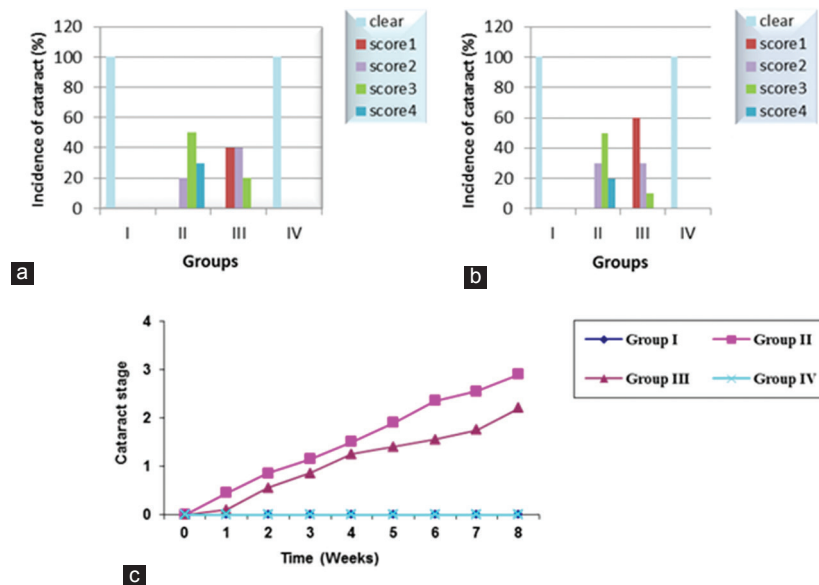 120
100
80
60
40
20
0
Incidence of cataract (%)
I II III IV
Groups
clear
score1
score2
score3
score4
a
120
100
80
60
40
20
0
Incidence of cataract (%)
I II III IV
Groups
clear
score1
score2
score3
score4
b
4
3
2
1
0
Cataract stage
0 1 2 3 4 5 6 7 8
Time (Weeks)
Group I Group II
Group III Group IV
c